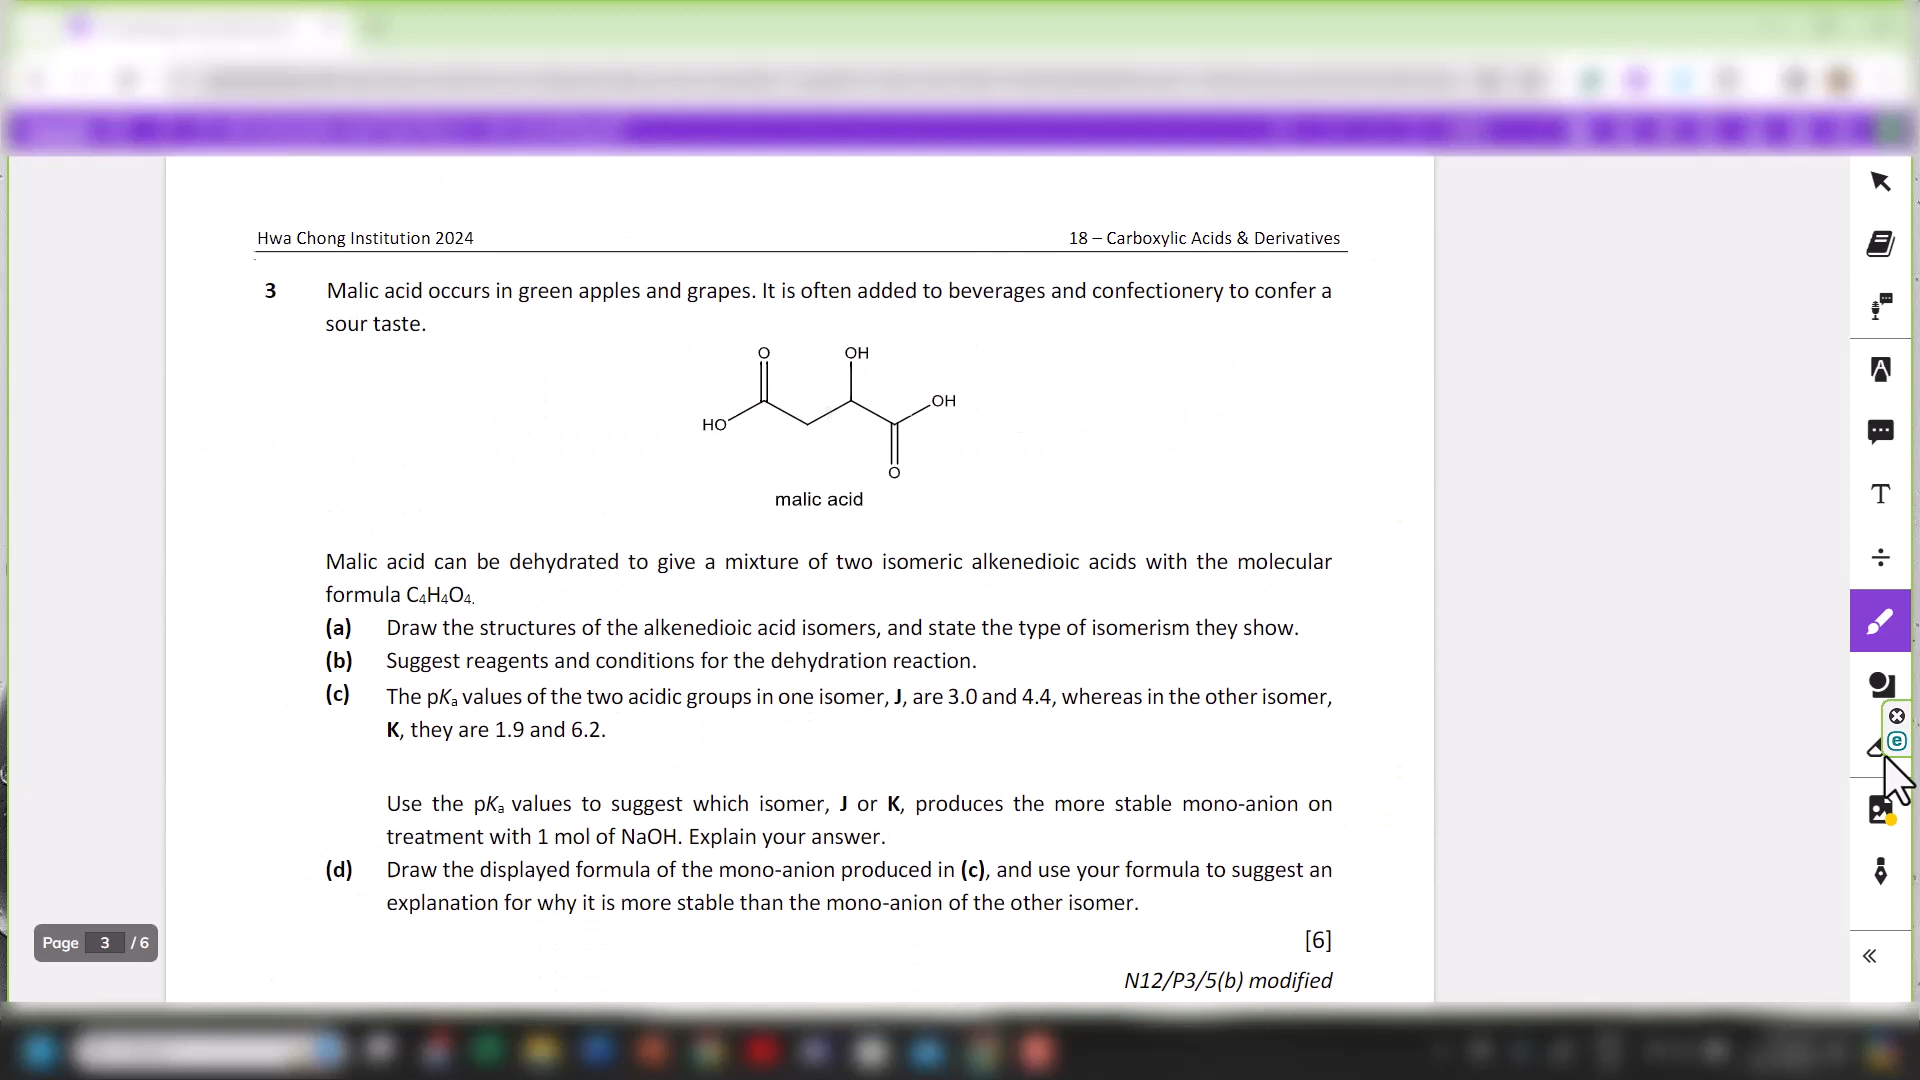 Hwa Chong Institution 2024
18 – Carboxylic Acids & Derivatives
3 Malic acid occurs in green apples and grapes. It is often added to beverages and confectionery to confer a
sour taste.
O
OH
HO
OH
O
malic acid
Malic acid can be dehydrated to give a mixture of two isomeric alkenedioic acids with the molecular
formula C₄H₄O₄.
(a) Draw the structures of the alkenedioic acid isomers, and state the type of isomerism they show.
(b) Suggest reagents and conditions for the dehydration reaction.
(c) The pKₐ values of the two acidic groups in one isomer, J, are 3.0 and 4.4, whereas in the other isomer,
K, they are 1.9 and 6.2.
Use the pKₐ values to suggest which isomer, J or K, produces the more stable mono-anion on
treatment with 1 mol of NaOH. Explain your answer.
(d) Draw the displayed formula of the mono-anion produced in (c), and use your formula to suggest an
explanation for why it is more stable than the mono-anion of the other isomer.
[6]
N12/P3/5(b) modified
Page 3 / 6